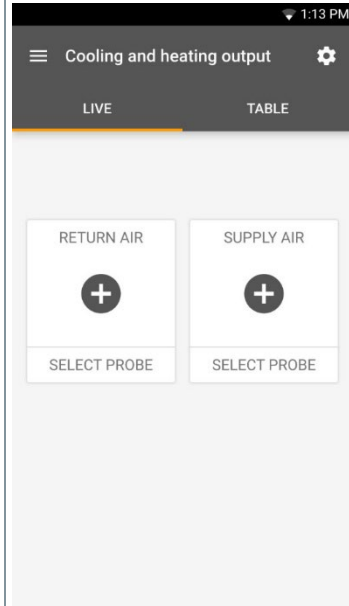 1:13 PM
Cooling and heating output
LIVE TABLE
RETURN AIR SUPPLY AIR
SELECT PROBE SELECT PROBE